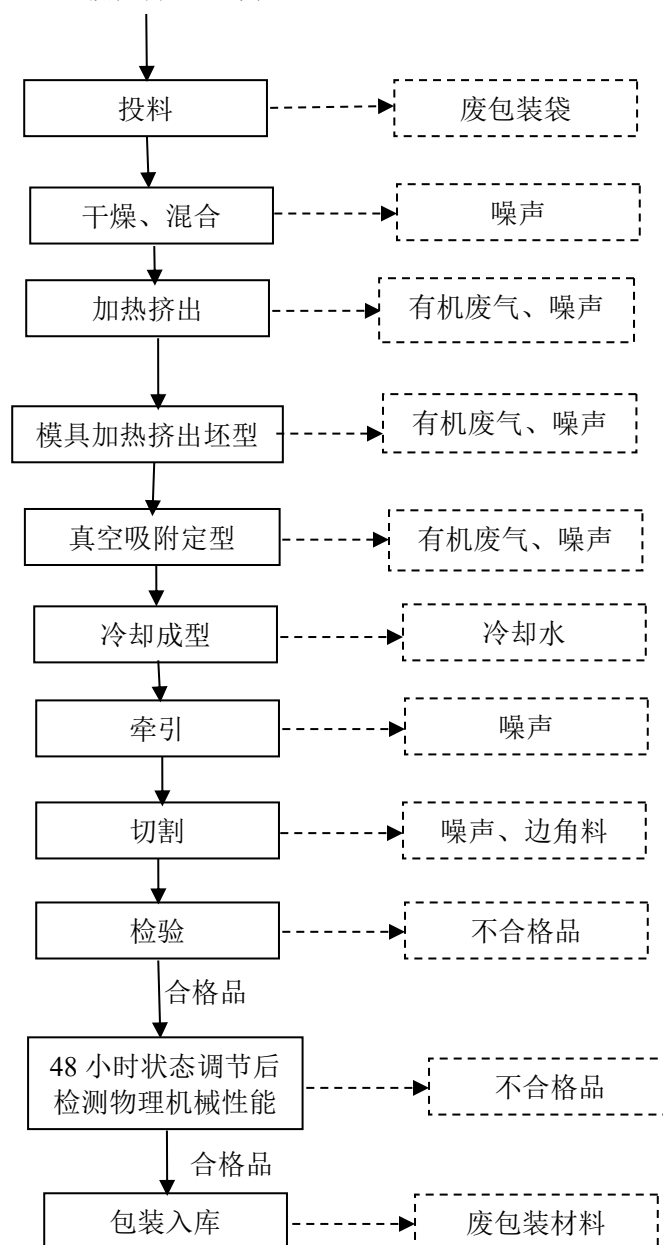 投料
废包装袋
干燥、混合
噪声
加热挤出
有机废气、噪声
模具加热挤出坯型
有机废气、噪声
真空吸附定型
有机废气、噪声
冷却成型
冷却水
牵引
噪声
切割
噪声、边角料
检验
不合格品
合格品
48 小时状态调节后
检测物理机械性能
不合格品
合格品
包装入库
废包装材料